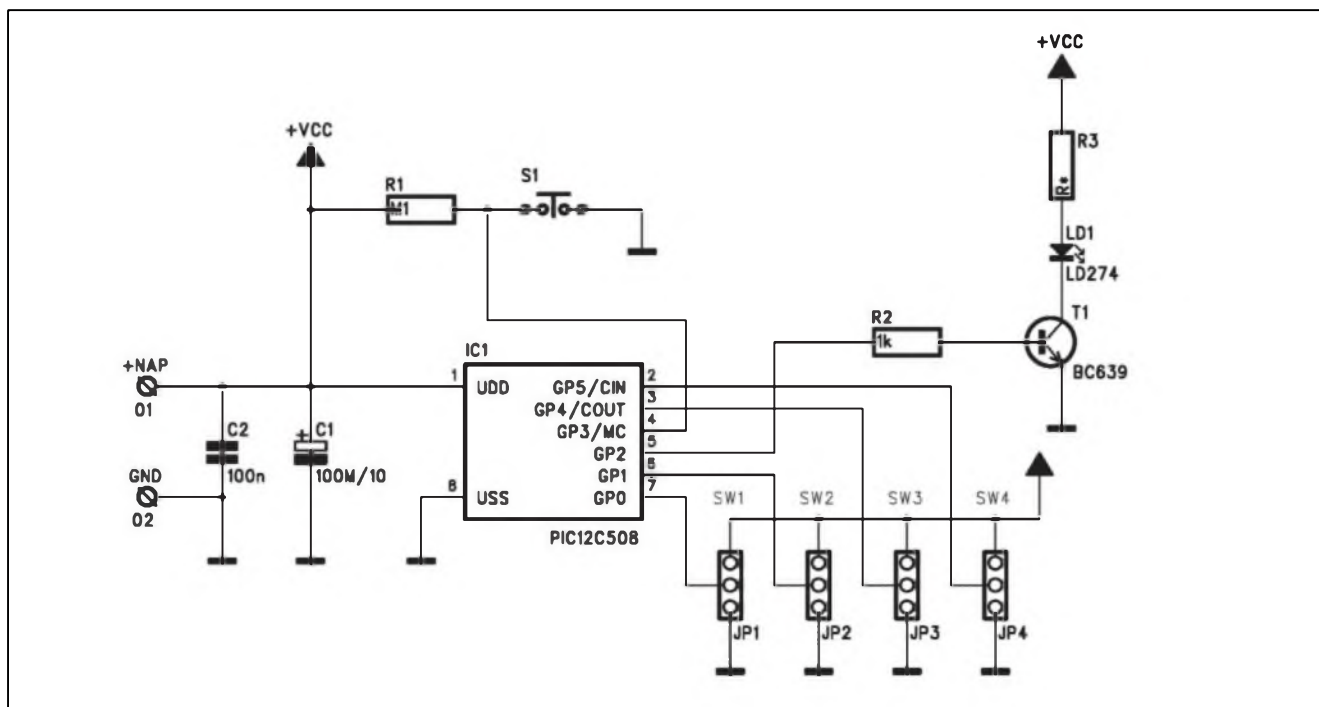 +VCC
R3
R*
LD1
LD274
T1
BC639
+VCC
R1
M1
S1
R2
1k
+NAP
01
GND
02
C2
100n
+
C1
100M/10
IC1
1
UDD
8
USS
GP5/CIN
2
GP4/COUT
3
GP3/MC
4
GP2
5
GP1
6
GP0
7
PIC12C508
SW1
SW2
SW3
SW4
JP1
JP2
JP3
JP4